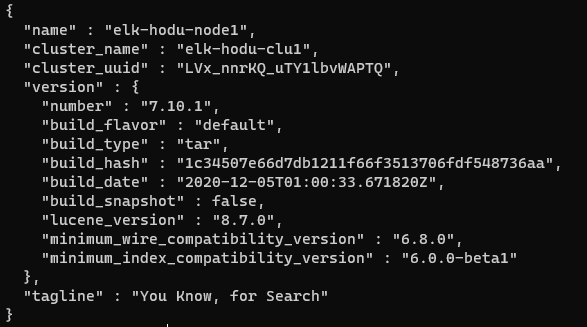 {
  "name" : "elk-hodu-node1",
  "cluster_name" : "elk-hodu-clu1",
  "cluster_uuid" : "LVx_nnrKQ_uTY1lbvWAPTQ",
  "version" : {
    "number" : "7.10.1",
    "build_flavor" : "default",
    "build_type" : "tar",
    "build_hash" : "1c34507e66d7db1211f66f3513706fdf548736aa",
    "build_date" : "2020-12-05T01:00:33.671820Z",
    "build_snapshot" : false,
    "lucene_version" : "8.7.0",
    "minimum_wire_compatibility_version" : "6.8.0",
    "minimum_index_compatibility_version" : "6.0.0-beta1"
  },
  "tagline" : "You Know, for Search"
}